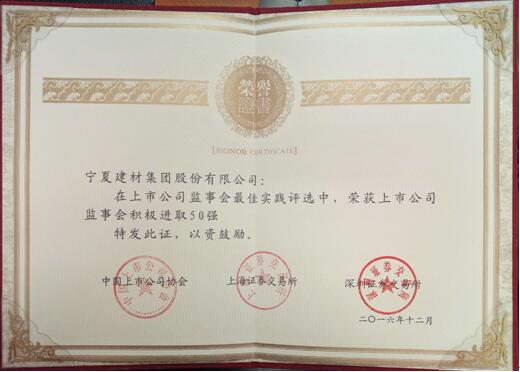 榮譽
證書
HONOR CERTIFICATE
宁夏建材集团股份有限公司：
在上市公司监事会最佳实践评选中，荣获上市公司
监事会积极进取50强
特发此证，以资鼓励。
中国上市公司协会 上海证券交易所 深圳证券交易所
二〇一六年十二月